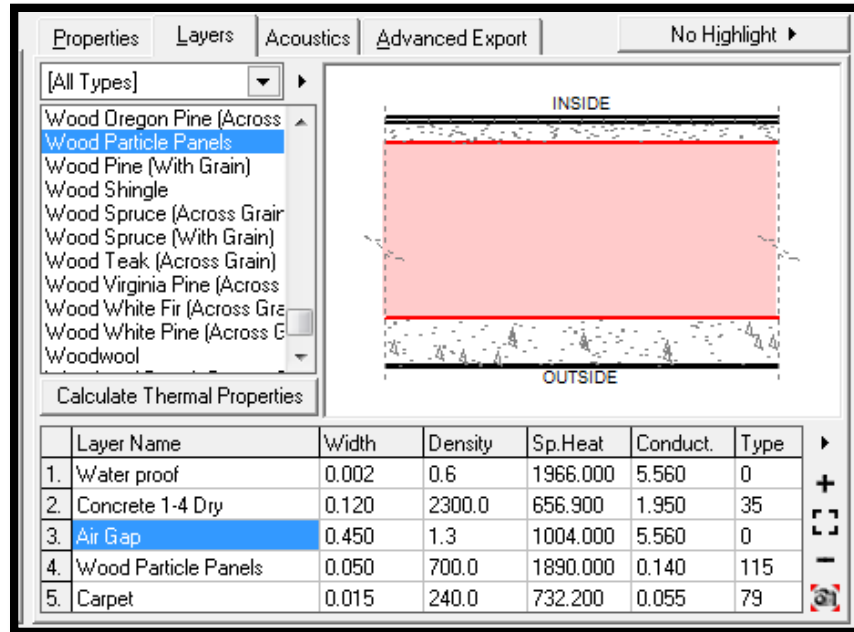 Properties Layers Acoustics Advanced Export No Highlight
[All Types]
Wood Oregon Pine (Across
Wood Particle Panels
Wood Pine (With Grain)
Wood Shingle
Wood Spruce (Across Grain
Wood Spruce (With Grain)
Wood Teak (Across Grain)
Wood Virginia Pine (Across
Wood White Fir (Across Gra
Wood White Pine (Across G
Woodwool
Calculate Thermal Properties
INSIDE
OUTSIDE
Layer Name Width Density Sp.Heat Conduct. Type
1. Water proof 0.002 0.6 1966.000 5.560 0
2. Concrete 1-4 Dry 0.120 2300.0 656.900 1.950 35
3. Air Gap 0.450 1.3 1004.000 5.560 0
4. Wood Particle Panels 0.050 700.0 1890.000 0.140 115
5. Carpet 0.015 240.0 732.200 0.055 79